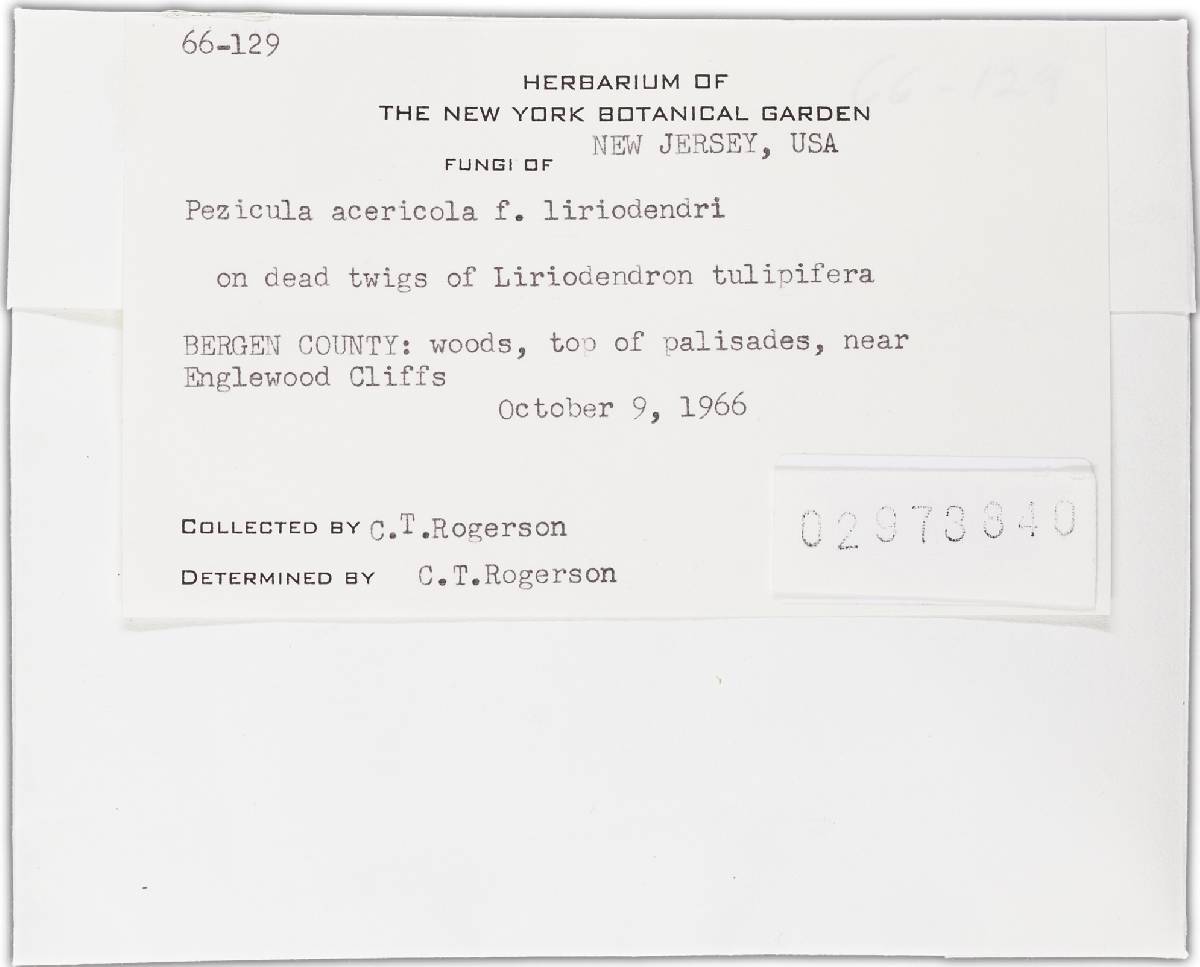 66-129
66-129
HERBARIUM OF
THE NEW YORK BOTANICAL GARDEN
NEW JERSEY, USA
FUNGI OF
Pezicula acericola f. liriodendri
on dead twigs of Liriodendron tulipifera
BERGEN COUNTY: woods, top of palisades, near
Englewood Cliffs
October 9, 1966
COLLECTED BY C.T.Rogerson
DETERMINED BY C.T.Rogerson